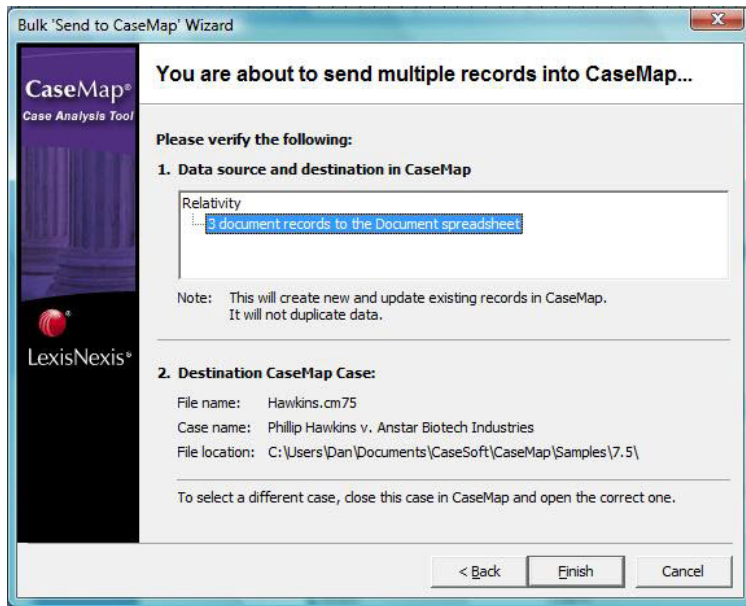 Bulk 'Send to CaseMap' Wizard
CaseMap®
Case Analysis Tool
LexisNexis®
You are about to send multiple records into CaseMap...
Please verify the following:
1. Data source and destination in CaseMap
Relativity
3 document records to the Document spreadsheet
Note: This will create new and update existing records in CaseMap.
It will not duplicate data.
2. Destination CaseMap Case:
File name: Hawkins.cm75
Case name: Phillip Hawkins v. Anstar Biotech Industries
File location: C:\Users\Dan\Documents\CaseSoft\CaseMap\Samples\7.5\
To select a different case, close this case in CaseMap and open the correct one.
< Back
Finish
Cancel